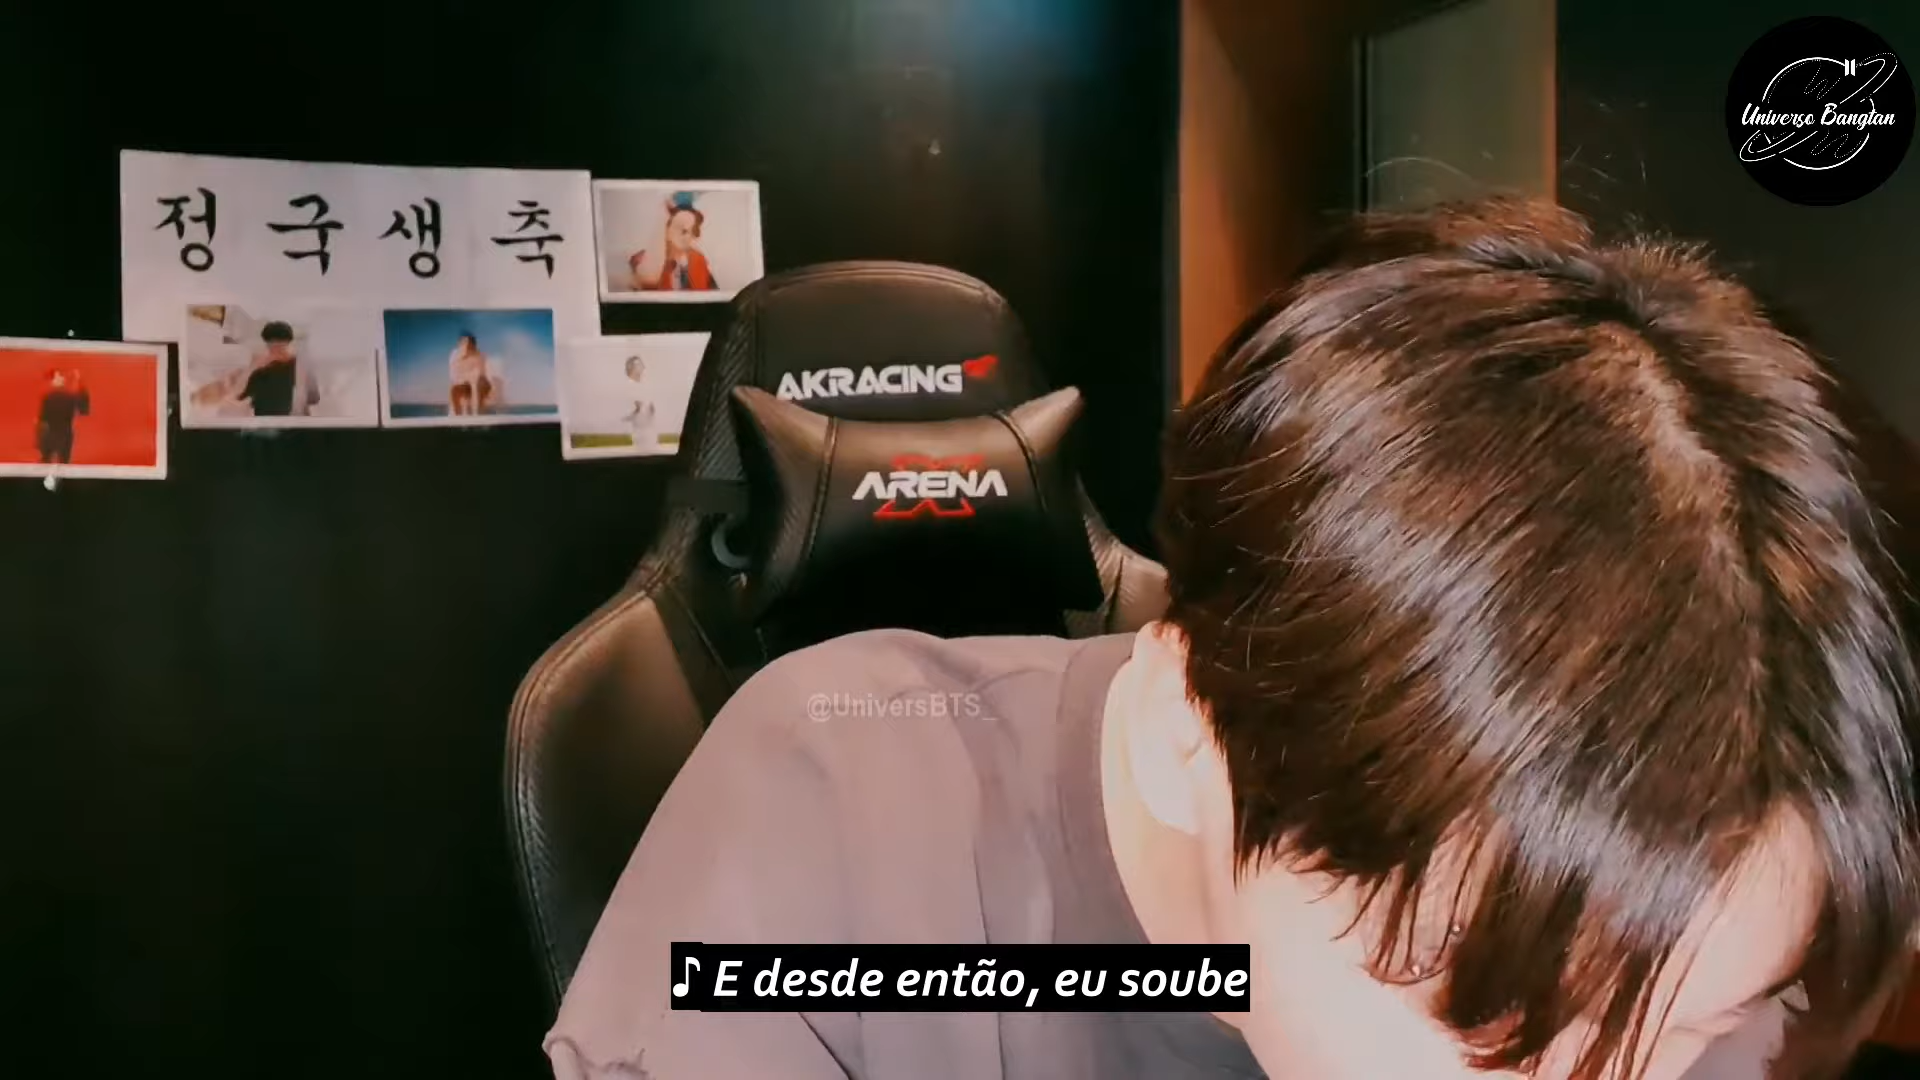 Universo Bangtan
정국생축
AKRACING
ARENA
@UniversBTS_
♪ E desde então, eu soube